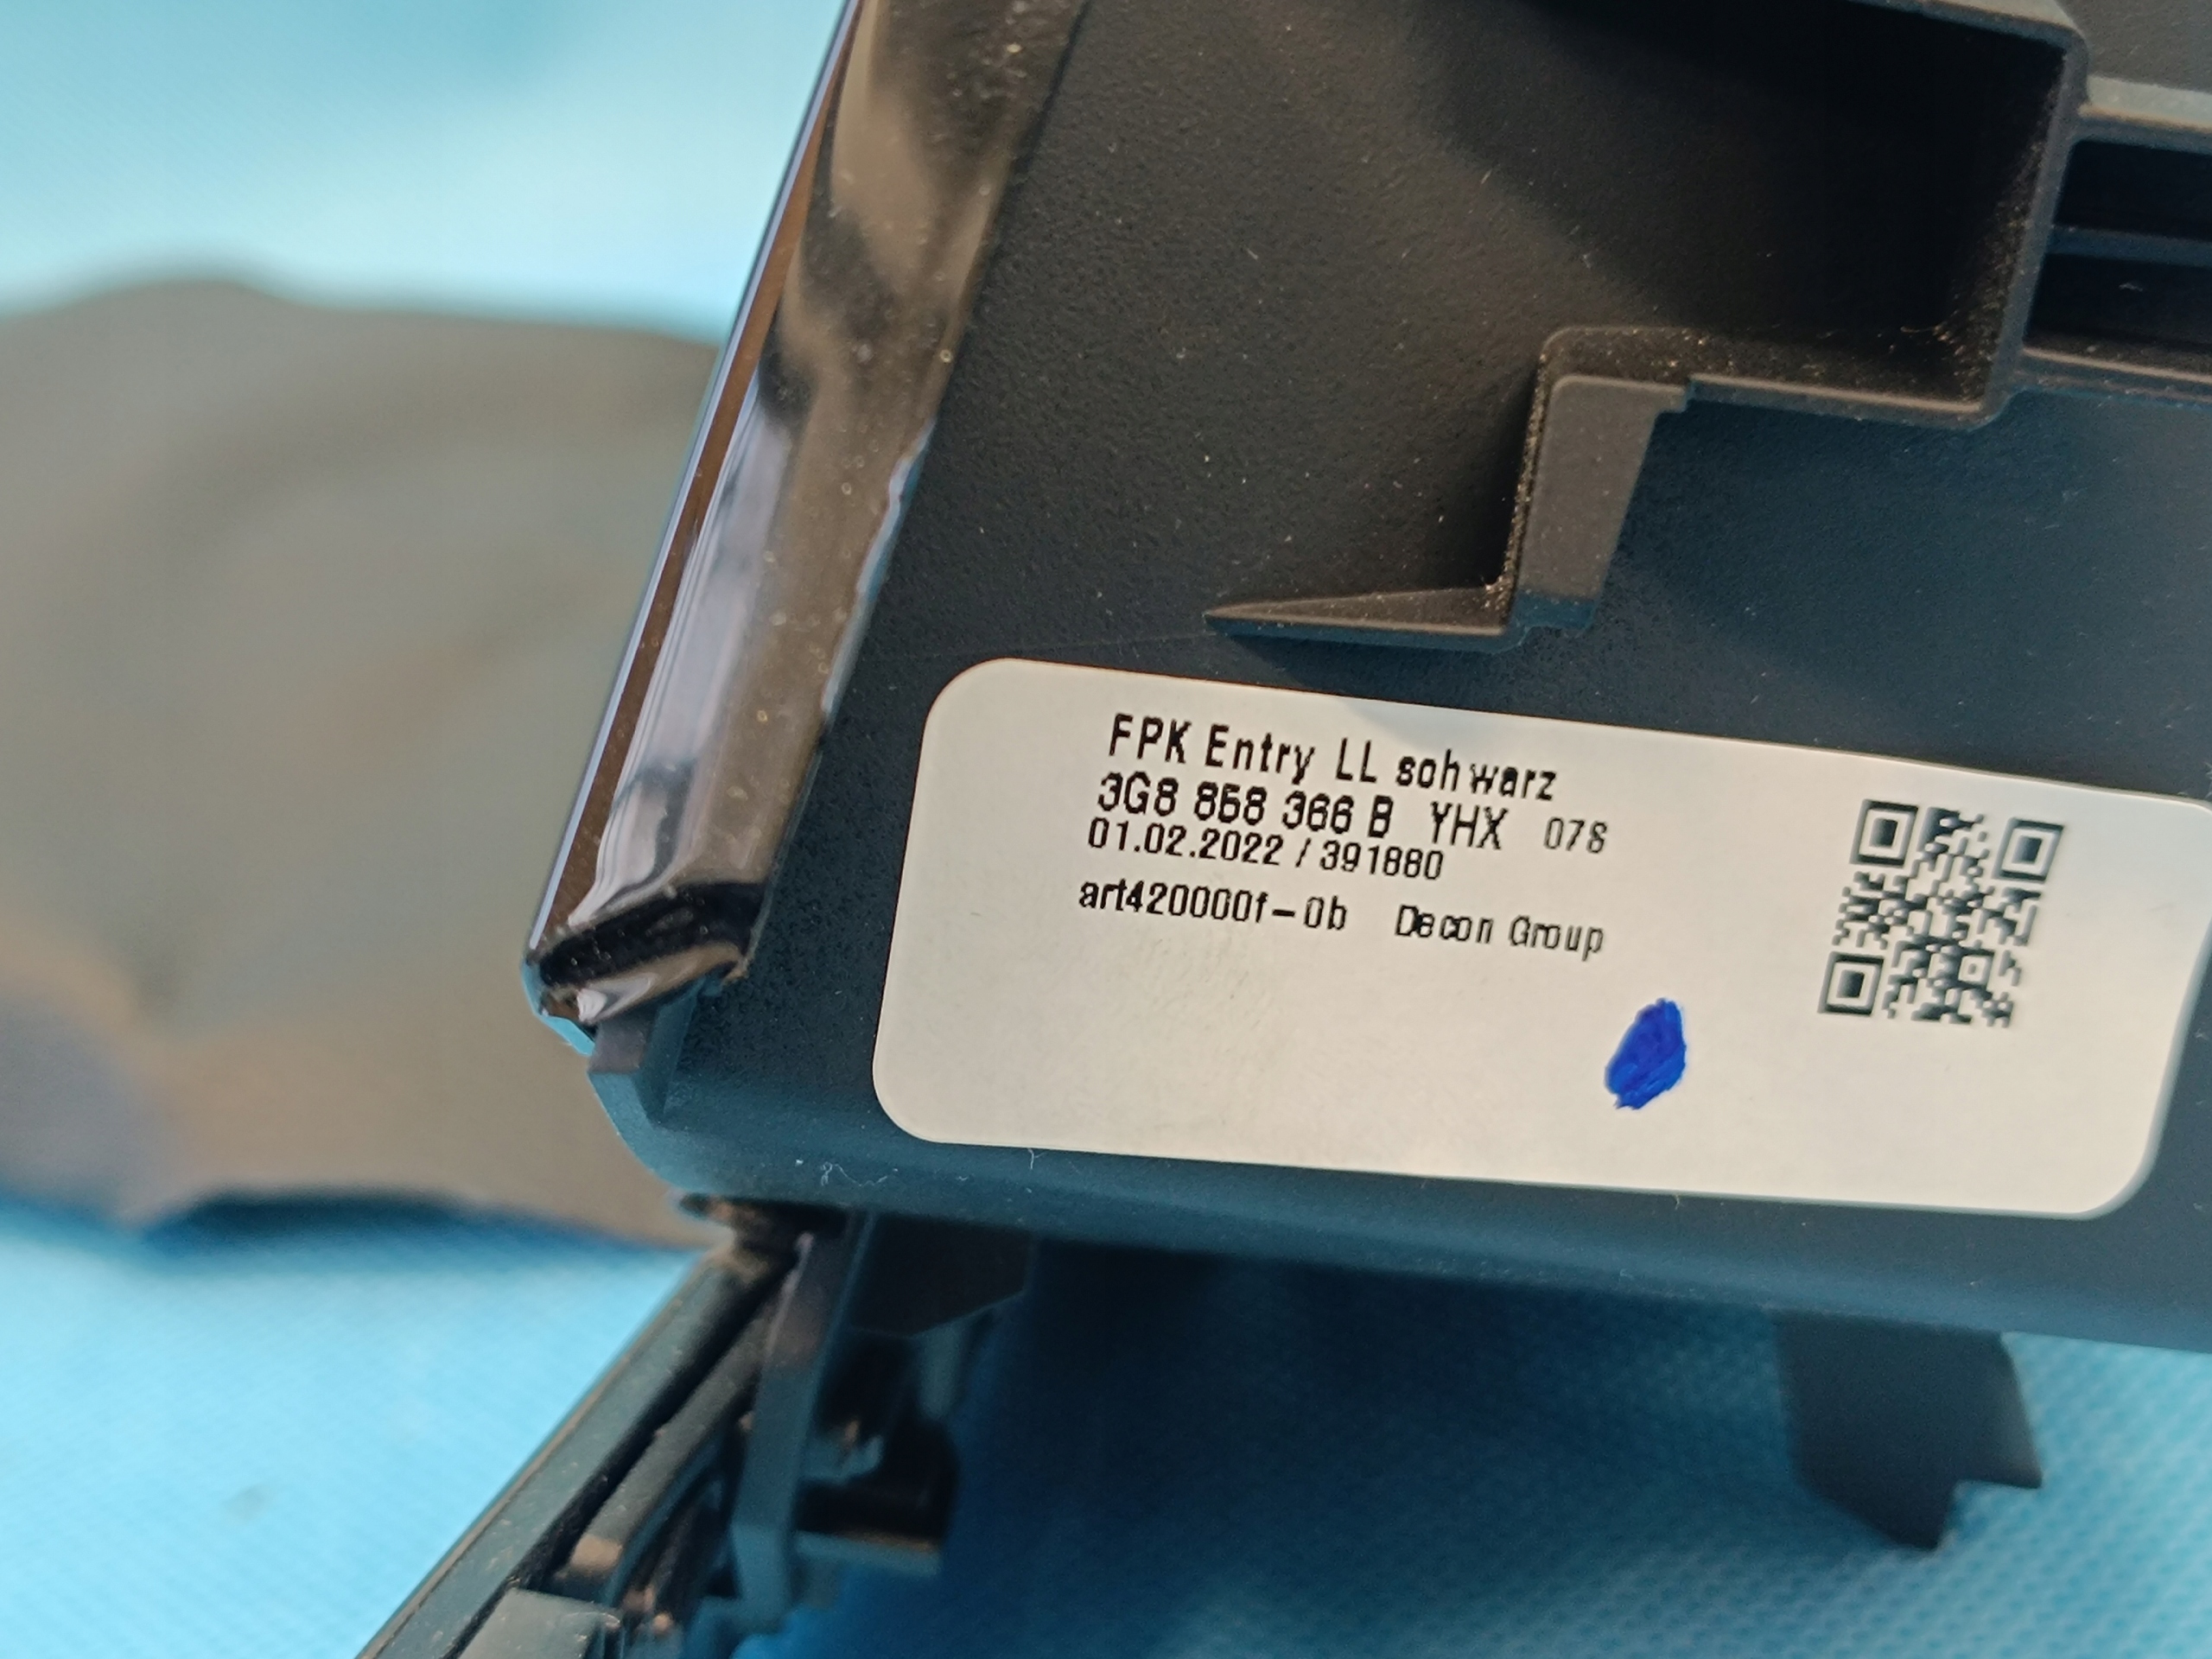 FPK Entry LL schwarz
3G8 858 366 B YHX 078
01.02.2022 / 391880
art420000f-0b Decon Group